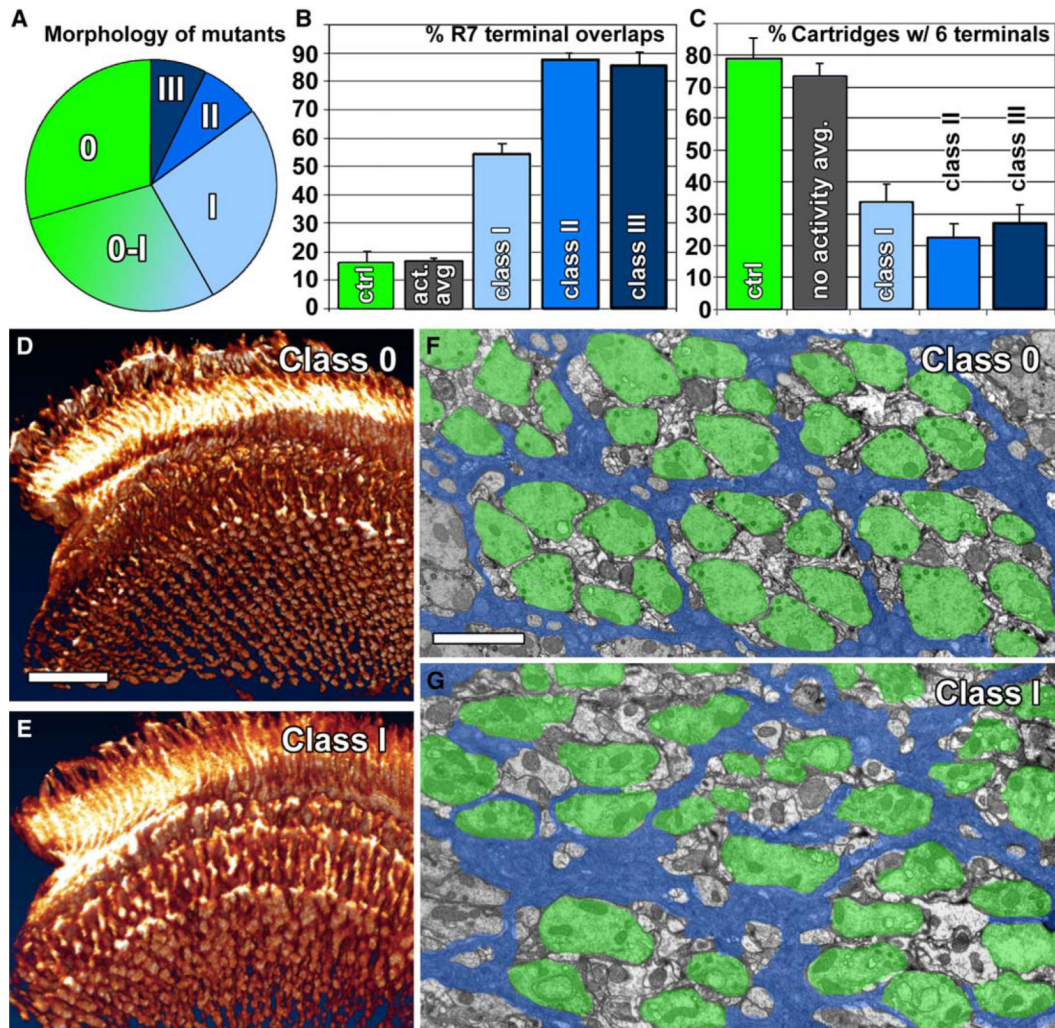 A
Morphology of mutants
III
II
I
0-I
0
B
% R7 terminal overlaps
90
80
70
60
50
40
30
20
10
0
ctrl
act. avg
class I
class II
class III
C
% Cartridges w/ 6 terminals
80
70
60
50
40
30
20
10
0
ctrl
no activity avg.
class I
class II
class III
D
Class 0
E
Class I
F
Class 0
G
Class I